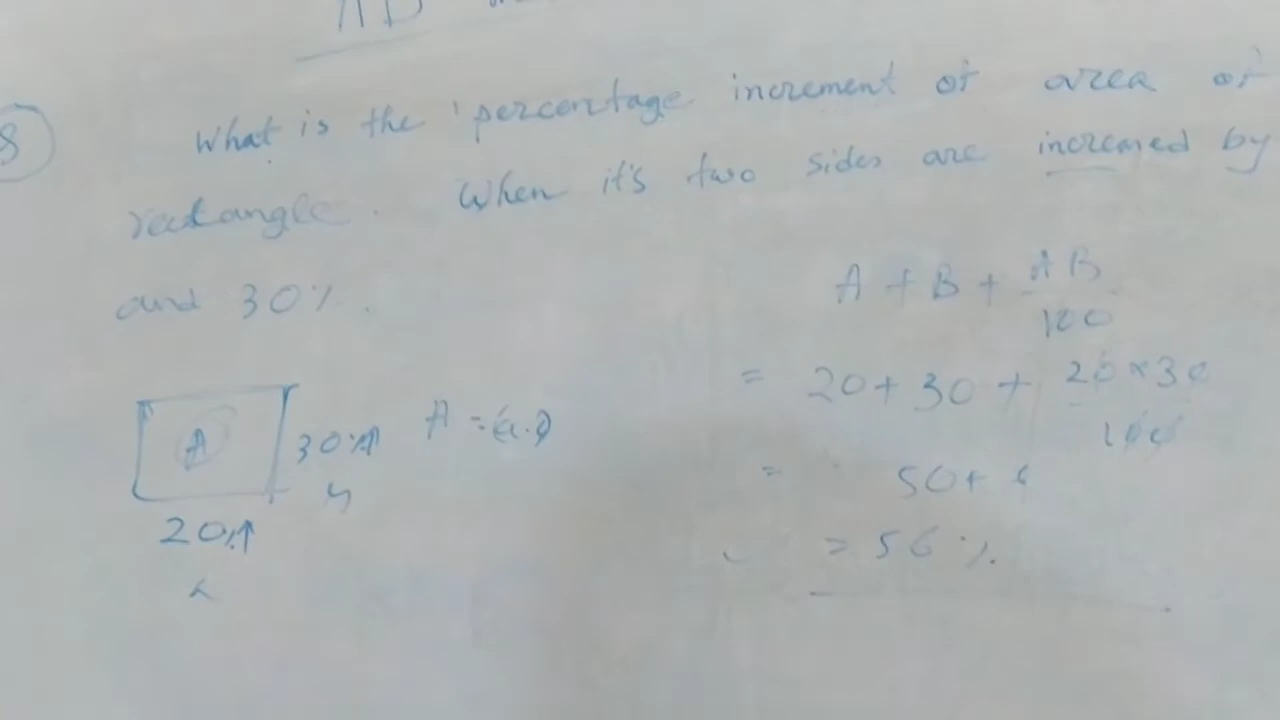 8
What is the percentage increment of area of
rectangle. When it's two sides are increased by
and 30%.
A + B + AB
100
= 20 + 30 + 20 x 30
100
A 30%↑ A =
20%↑
= 50 +
= 56%